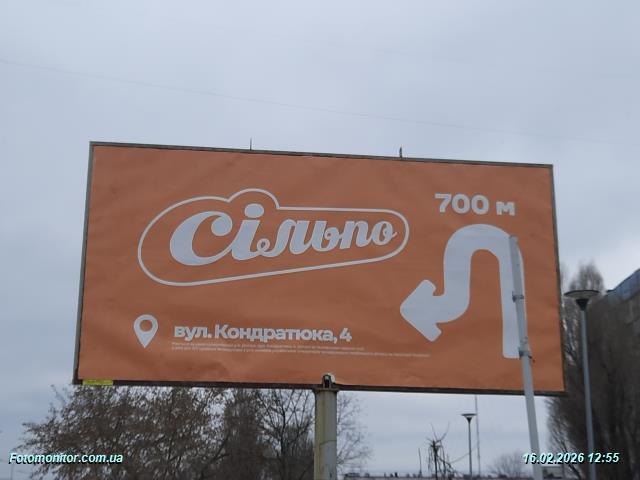 700 м
Сільпо
вул. Кондратюка, 4
Fotomonitor.com.ua
16.02.2026 12:55